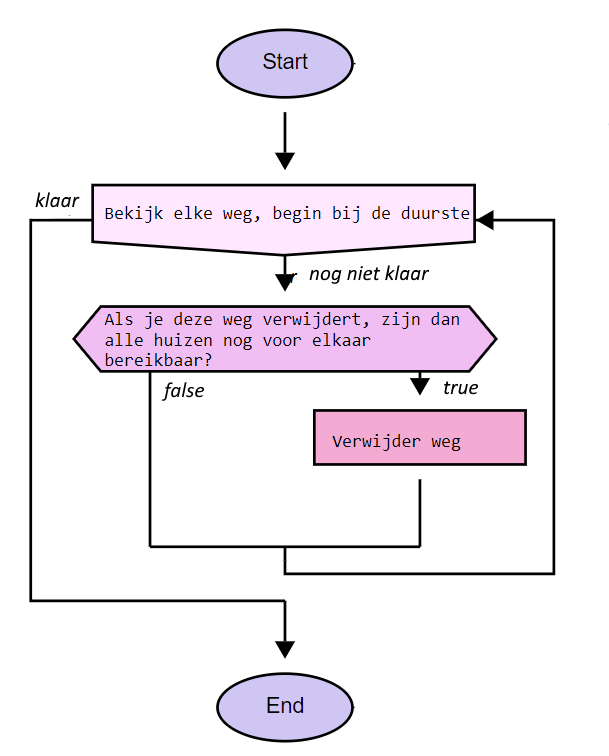 Start
klaar
Bekijk elke weg, begin bij de duurste
nog niet klaar
Als je deze weg verwijdert, zijn dan
alle huizen nog voor elkaar
bereikbaar?
false
true
Verwijder weg
End